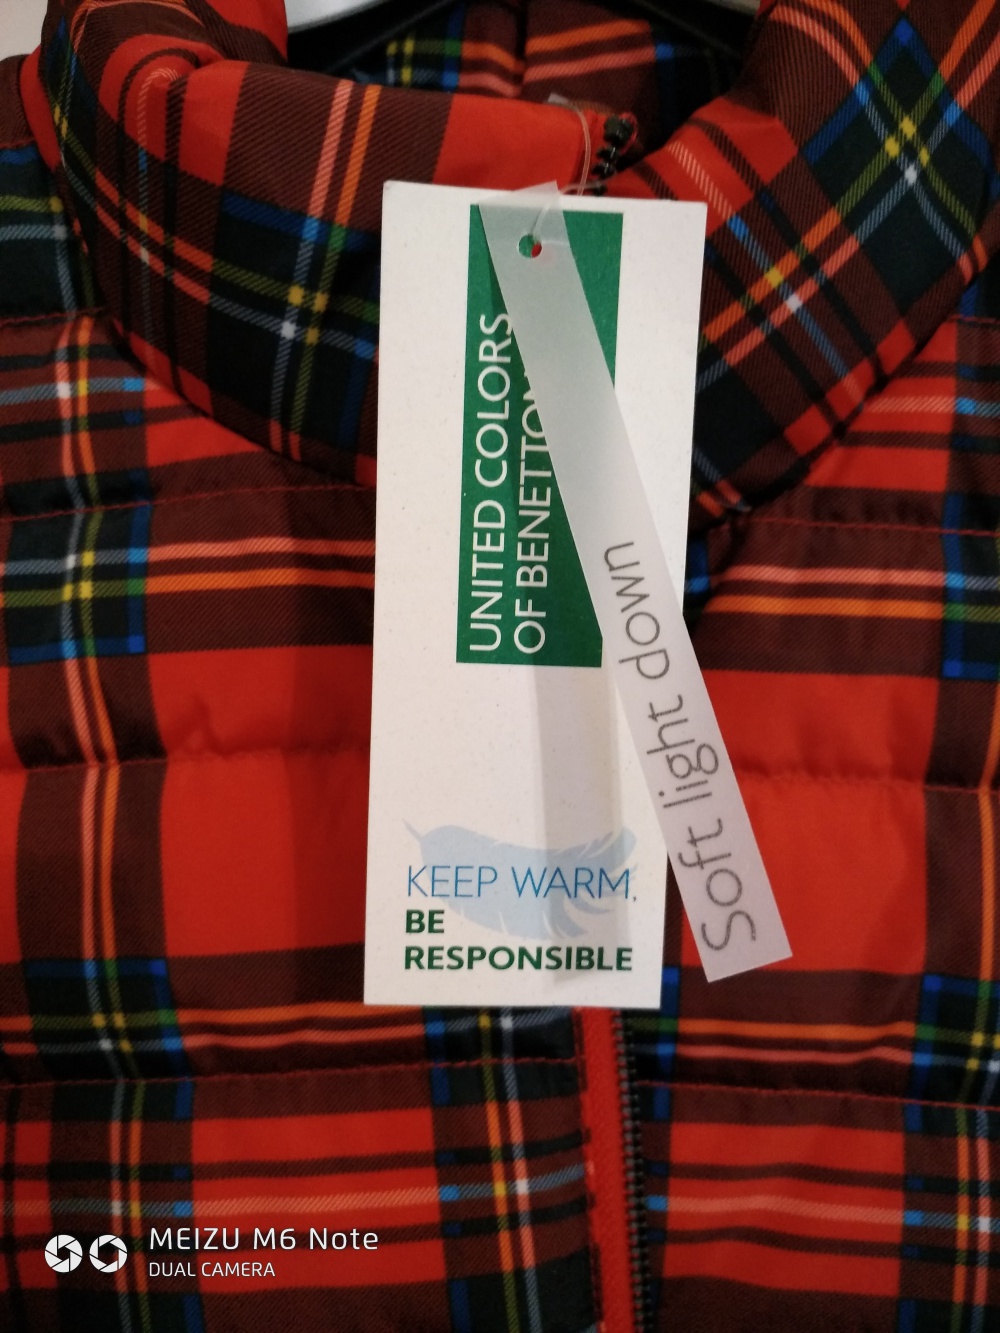 UNITED COLORS
OF BENETTON
Soft light down
KEEP WARM.
BE
RESPONSIBLE
MEIZU M6 Note
DUAL CAMERA